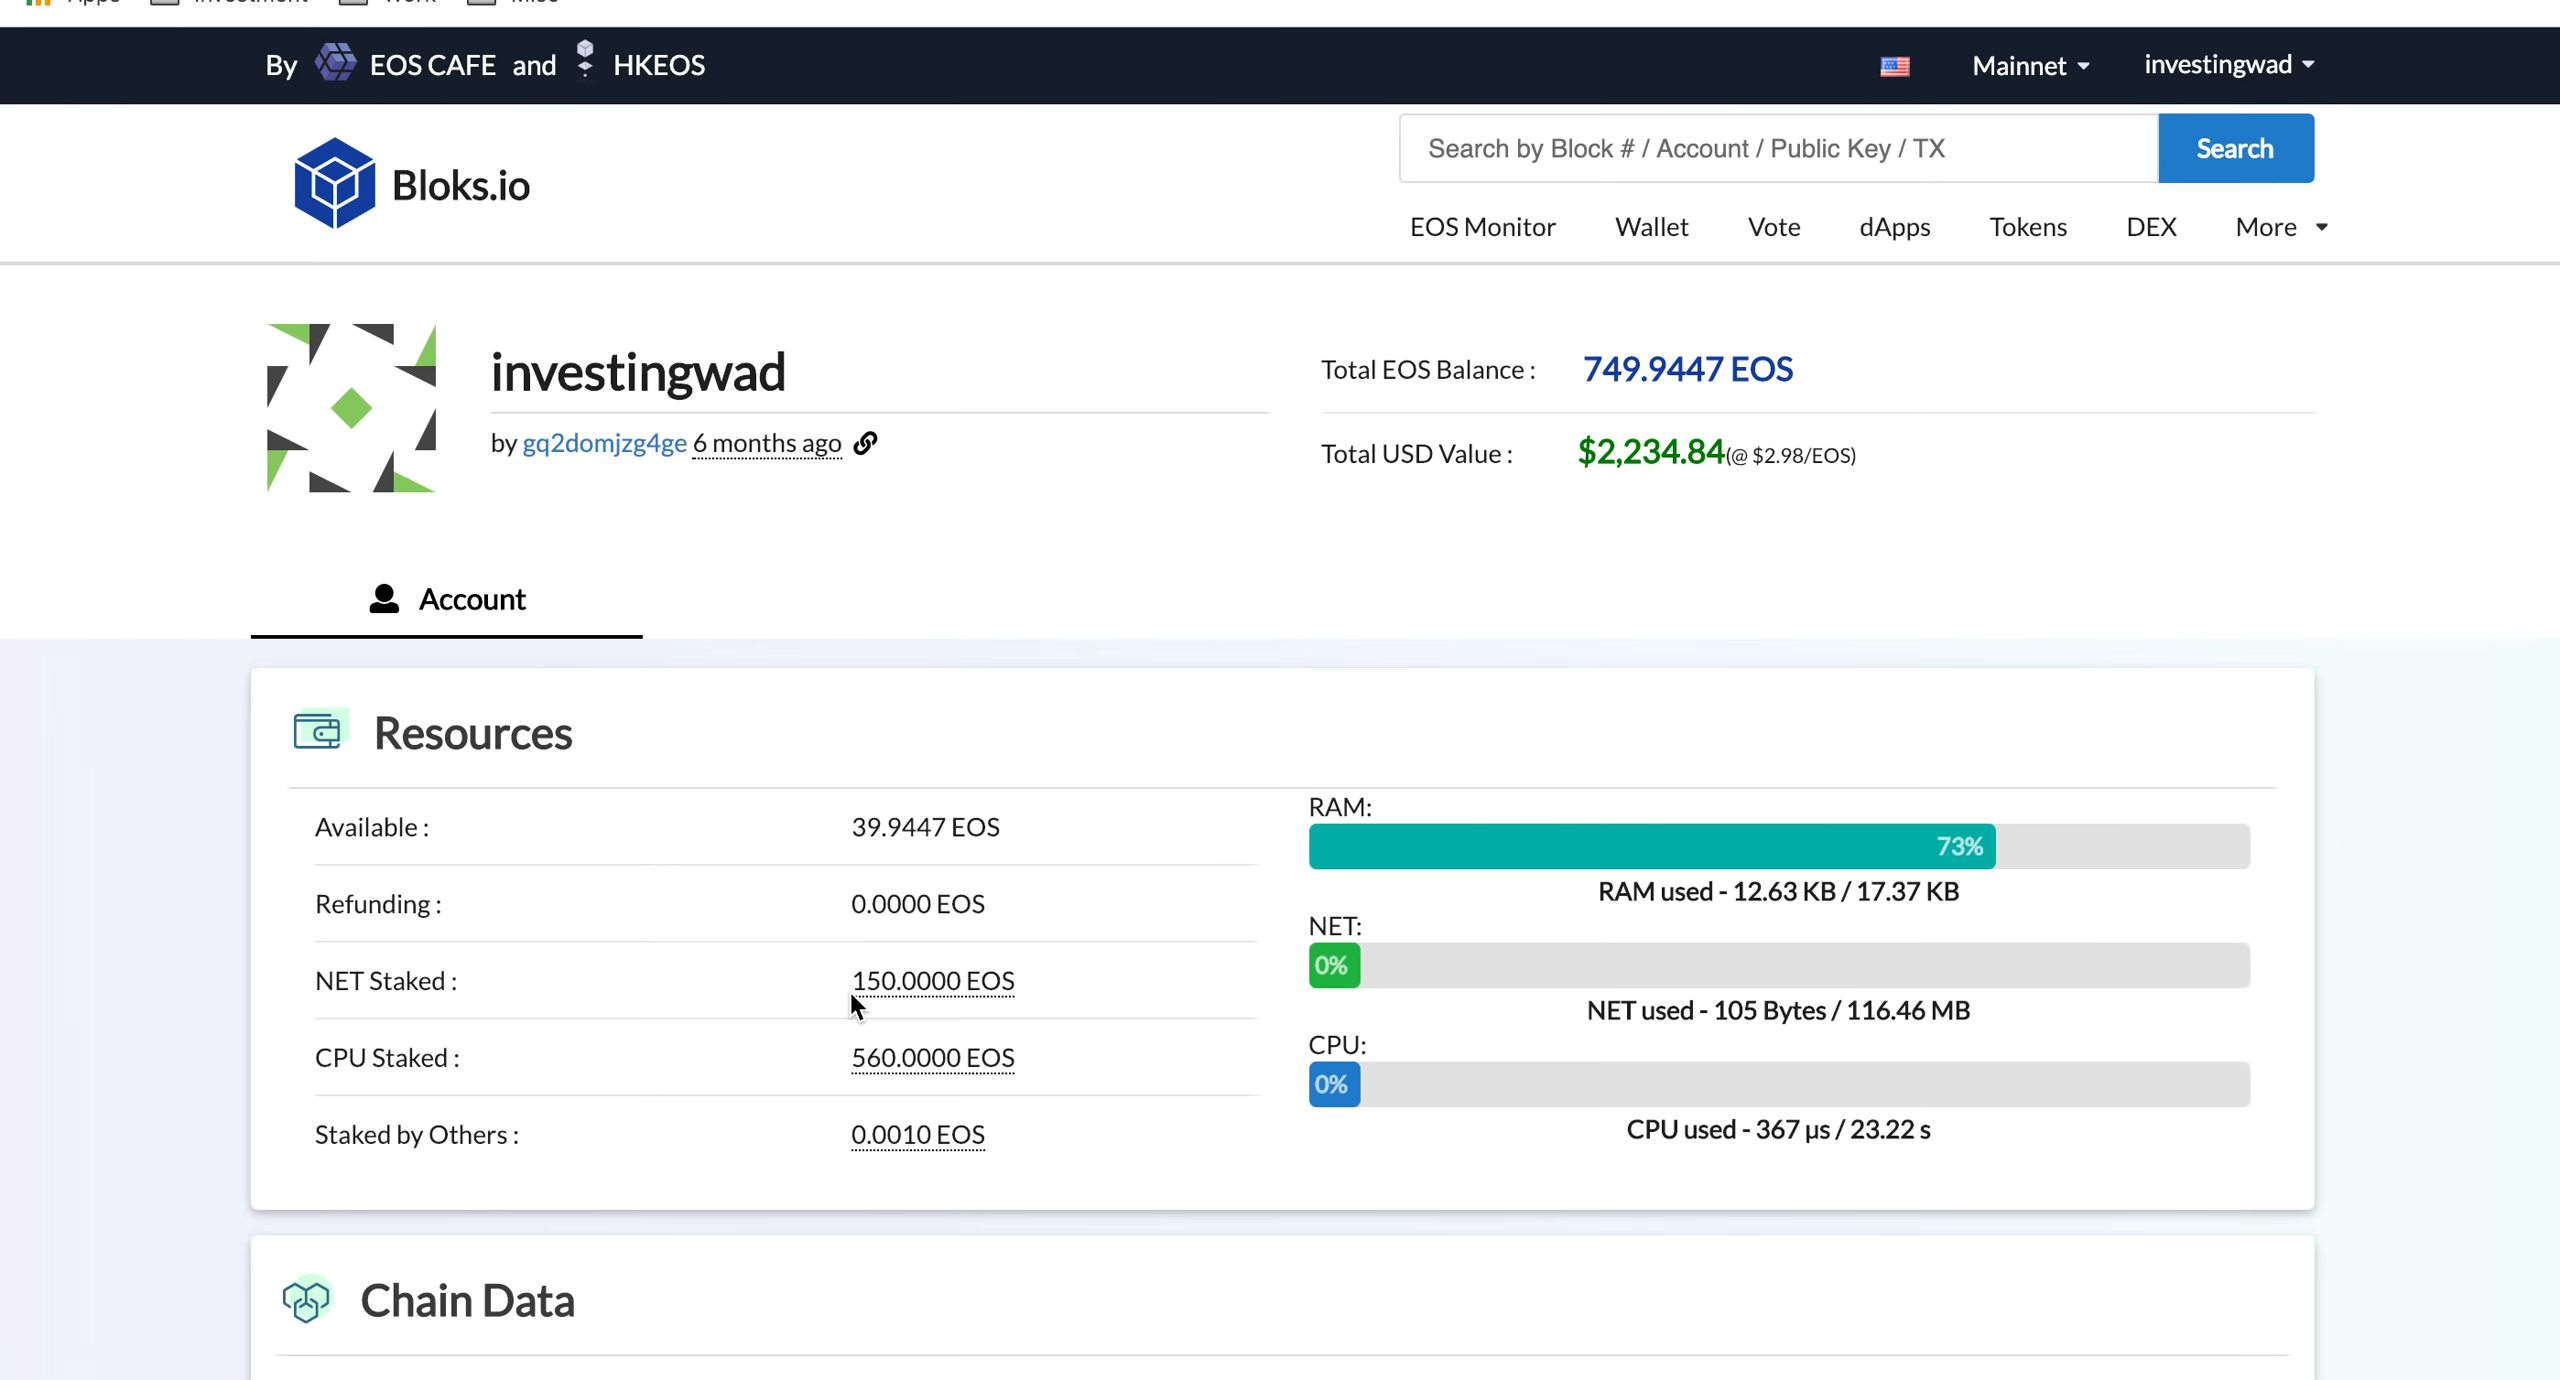 By EOS CAFE and HKEOS
Mainnet
investingwad
Bloks.io
Search by Block # / Account / Public Key / TX
Search
EOS Monitor Wallet Vote dApps Tokens DEX More
investingwad
by gq2domjzg4ge 6 months ago
Total EOS Balance : 749.9447 EOS
Total USD Value : $2,234.84(@ $2.98/EOS)
Account
Resources
Available : 39.9447 EOS
Refunding : 0.0000 EOS
NET Staked : 150.0000 EOS
CPU Staked : 560.0000 EOS
Staked by Others : 0.0010 EOS
RAM:
73%
RAM used - 12.63 KB / 17.37 KB
NET:
0%
NET used - 105 Bytes / 116.46 MB
CPU:
0%
CPU used - 367 µs / 23.22 s
Chain Data